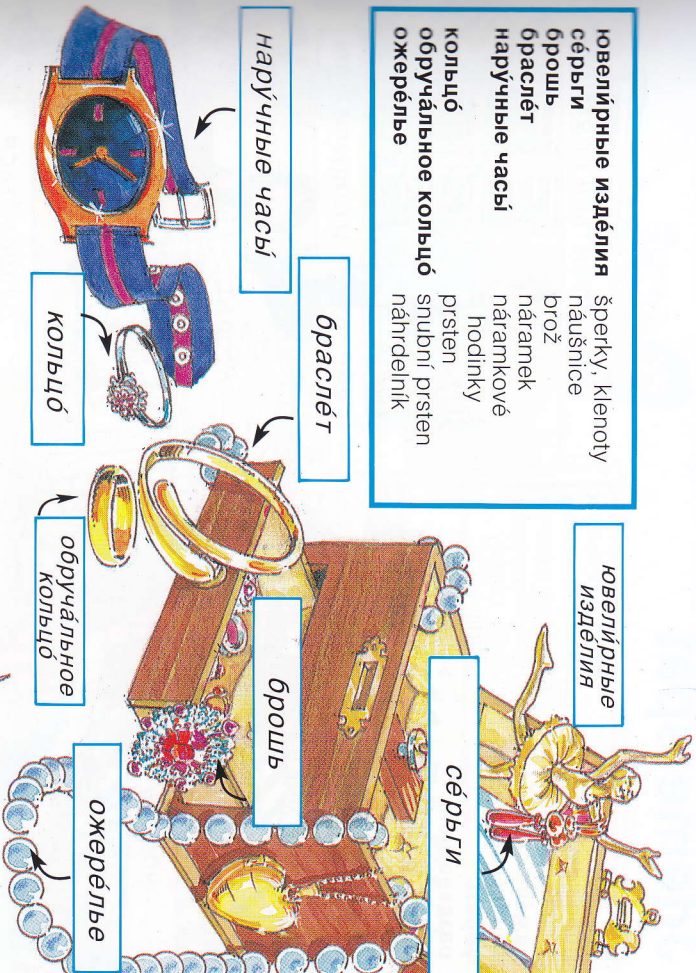 ювели́рные изде́лия šperky, klenoty
се́рьги náušnice
брошь brož
брасле́т náramek
нару́чные часы́ náramkové
hodinky
кольцо́ prsten
обруча́льное кольцо́ snubní prsten
ожере́лье náhrdelník
нару́чные часы́
кольцо́
брасле́т
обруча́льное
кольцо́
ювели́рные
изде́лия
брошь
се́рьги
ожере́лье